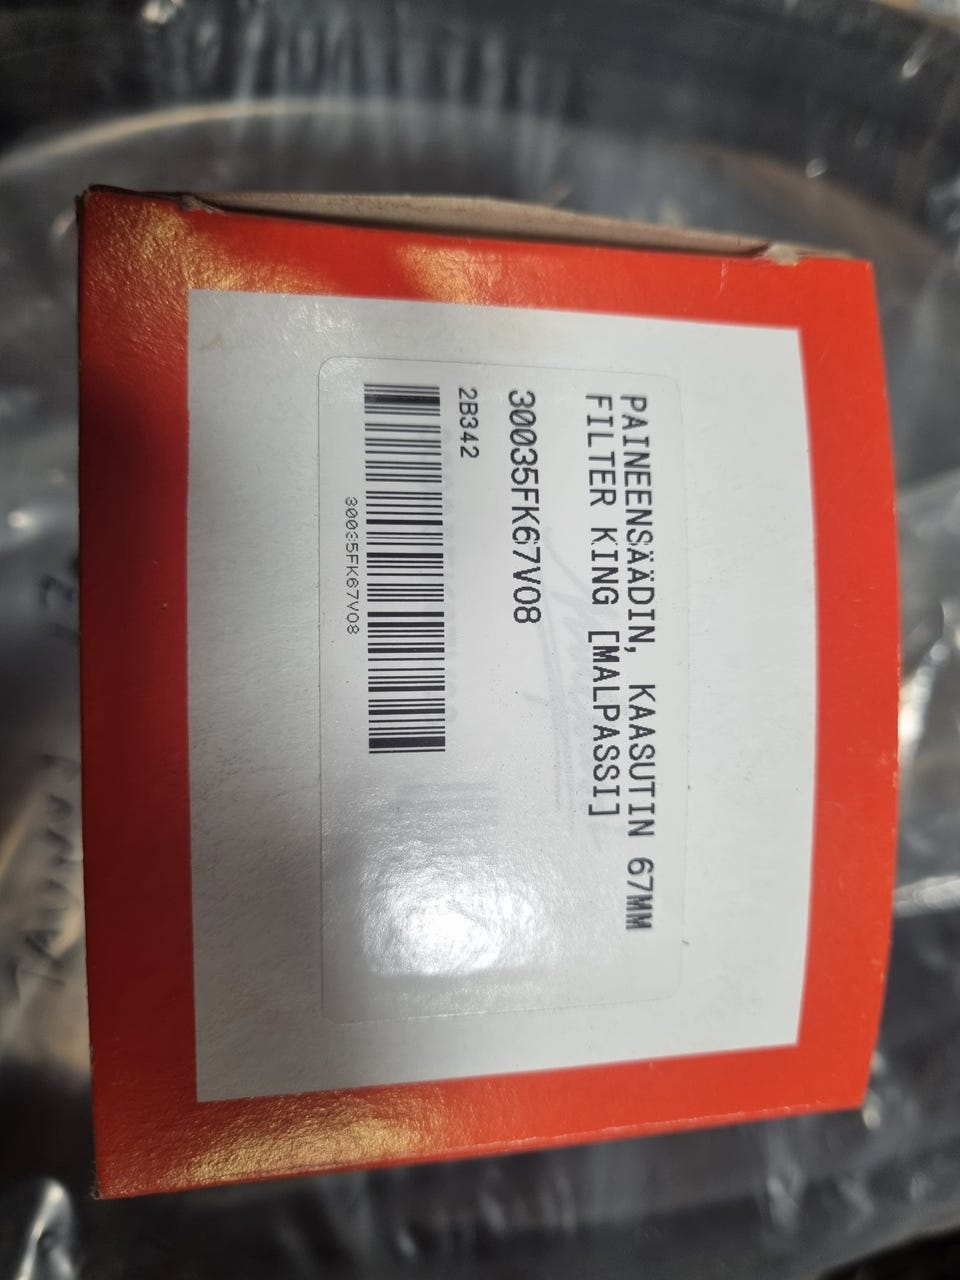 PAINEENSÄÄDIN, KAASUTIN 67MM
FILTER KING [MALPASSI]
30035FK67V08
2B342
30035FK67V08